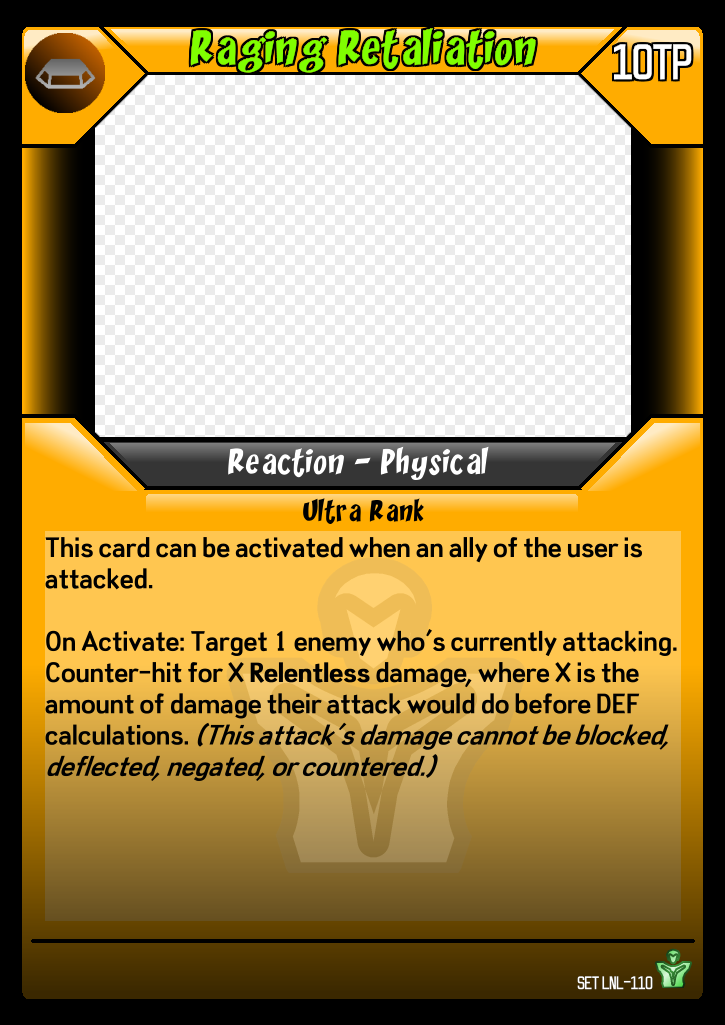 Raging Retaliation
10TP
Reaction - Physical
Ultra Rank
This card can be activated when an ally of the user is
attacked.
On Activate: Target 1 enemy who's currently attacking.
Counter-hit for X Relentless damage, where X is the
amount of damage their attack would do before DEF
calculations. (This attack's damage cannot be blocked,
deflected, negated, or countered.)
SET LNL-110